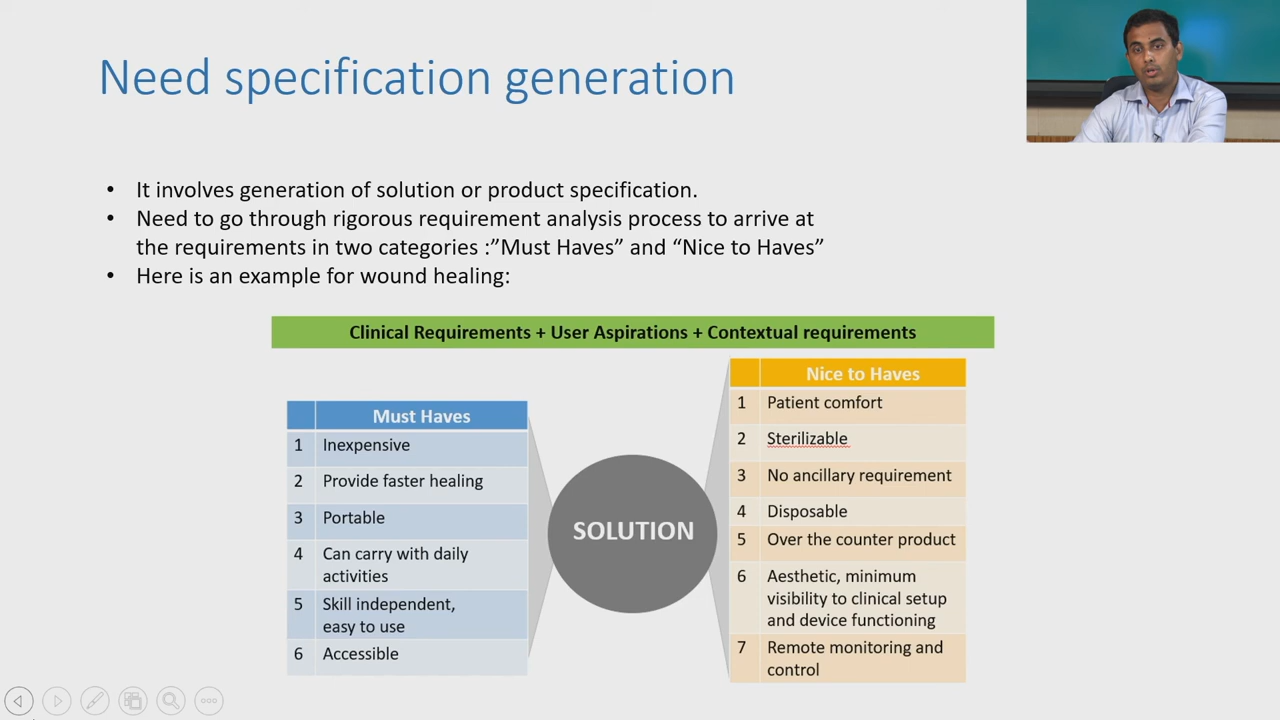 Need specification generation
• It involves generation of solution or product specification.
• Need to go through rigorous requirement analysis process to arrive at
the requirements in two categories :”Must Haves” and “Nice to Haves”
• Here is an example for wound healing:
Clinical Requirements + User Aspirations + Contextual requirements
Must Haves
1 Inexpensive
2 Provide faster healing
3 Portable
4 Can carry with daily
activities
5 Skill independent,
easy to use
6 Accessible
SOLUTION
Nice to Haves
1 Patient comfort
2 Sterilizable
3 No ancillary requirement
4 Disposable
5 Over the counter product
6 Aesthetic, minimum
visibility to clinical setup
and device functioning
7 Remote monitoring and
control